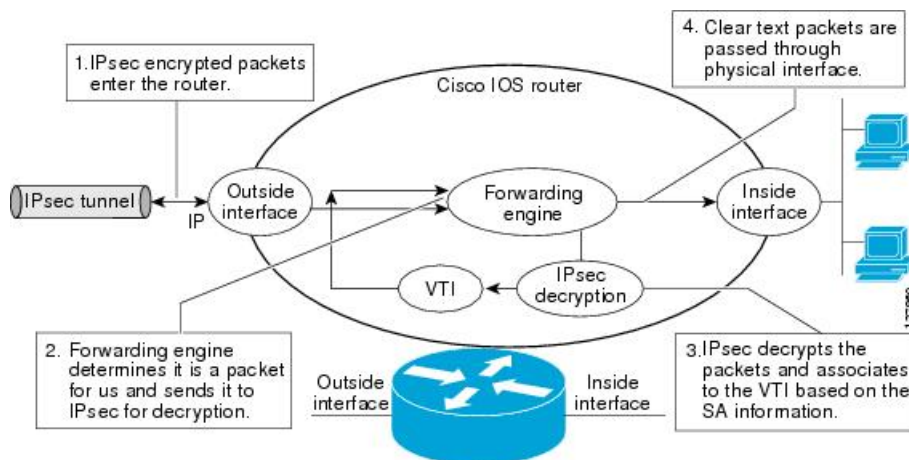 1. IPsec encrypted packets
enter the router.
4. Clear text packets are
passed through
physical interface.
Cisco IOS router
IPsec tunnel
IP
Outside
interface
Forwarding
engine
Inside
interface
VTI
IPsec
decryption
2. Forwarding engine
determines it is a packet
for us and sends it to
IPsec for decryption.
Outside
interface
Inside
interface
3. IPsec decrypts the
packets and associates
to the VTI based on the
SA information.